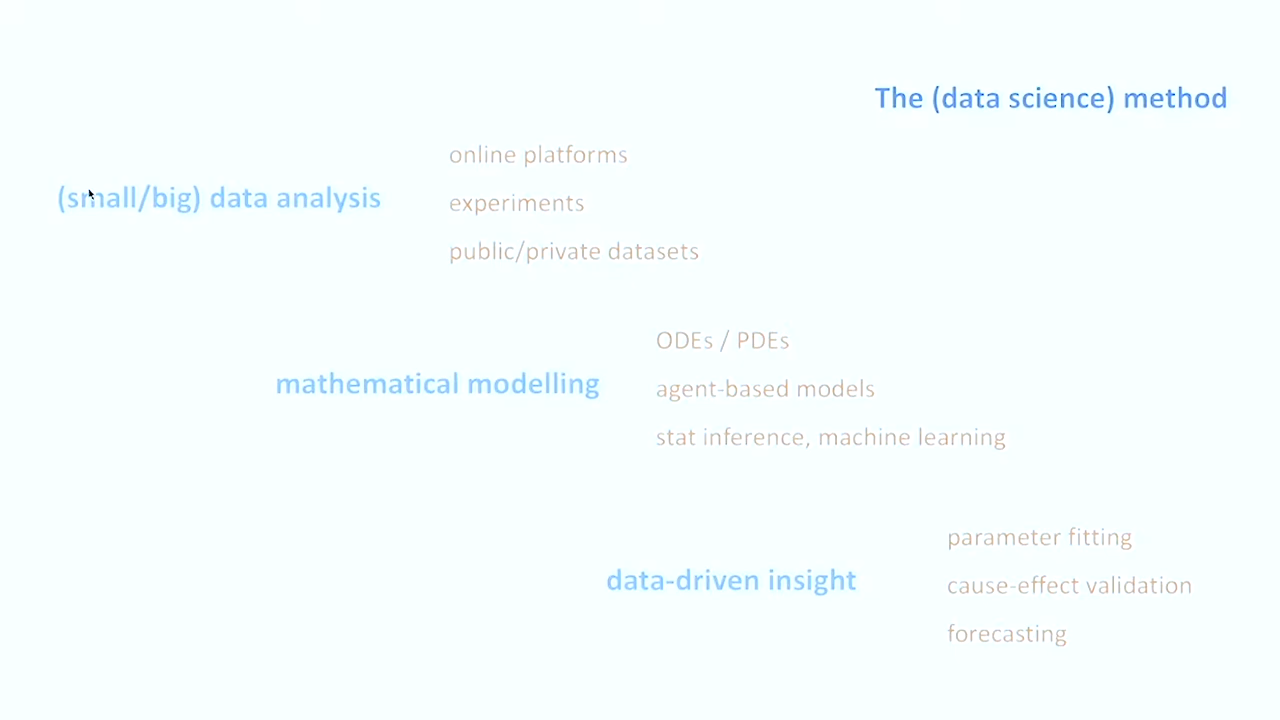 The (data science) method
online platforms
(small/big) data analysis
experiments
public/private datasets
ODEs / PDEs
mathematical modelling
agent-based models
stat inference, machine learning
parameter fitting
data-driven insight
cause-effect validation
forecasting